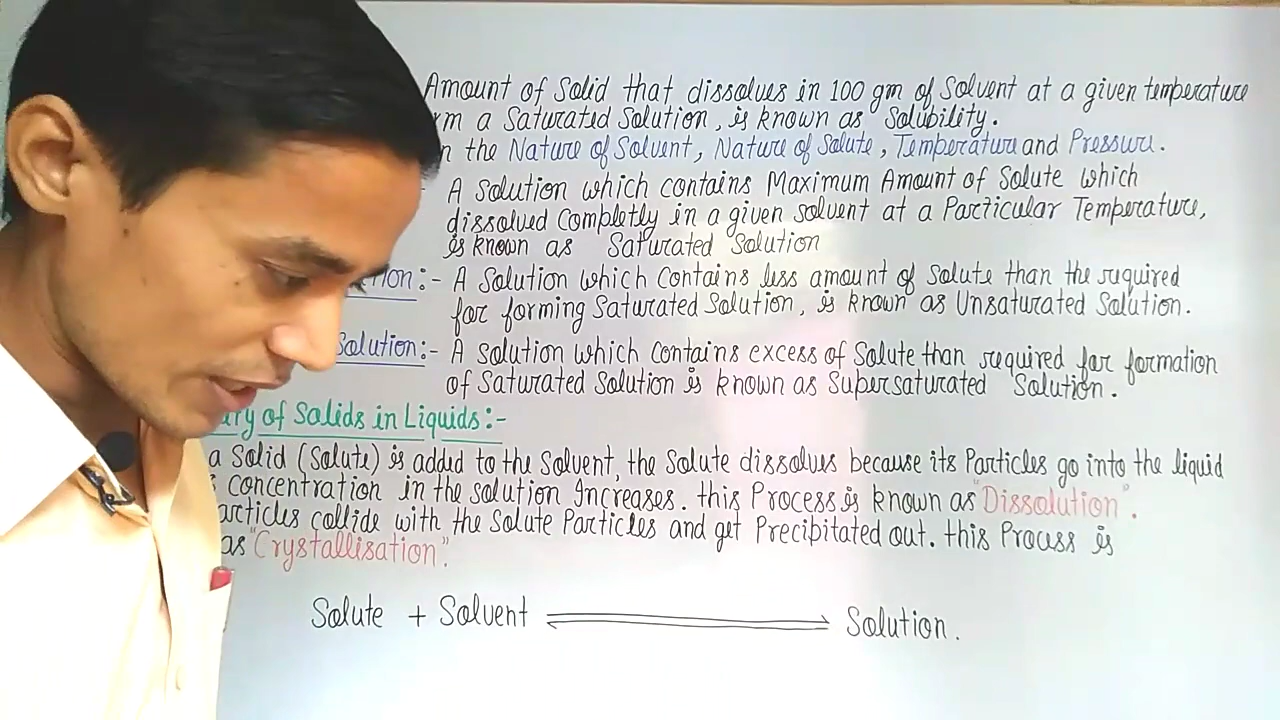 Amount of Solid that dissolves in 100 gm of Solvent at a given temperature
a Saturated Solution, is known as Solubility.
the Nature of Solvent, Nature of Solute, Temperature and Pressure.
A Solution which contains Maximum Amount of Solute which
dissolved Completly in a given solvent at a Particular Temperature,
is known as Saturated Solution
:- A Solution which Contains less amount of Solute than the required
for forming Saturated Solution, is known as Unsaturated Solution.
Solution:- A Solution which Contains excess of Solute than required for formation
of Saturated Solution is known as Supersaturated Solution.
of Solids in Liquids:-
a Solid (Solute) is added to the Solvent, the Solute dissolves because its Particles go into the liquid
concentration in the solution Increases. this Process is known as "Dissolution".
collide with the Solute Particles and get Precipitated out. this Process is
as "Crystallisation".
Solute + Solvent ⇌ Solution.